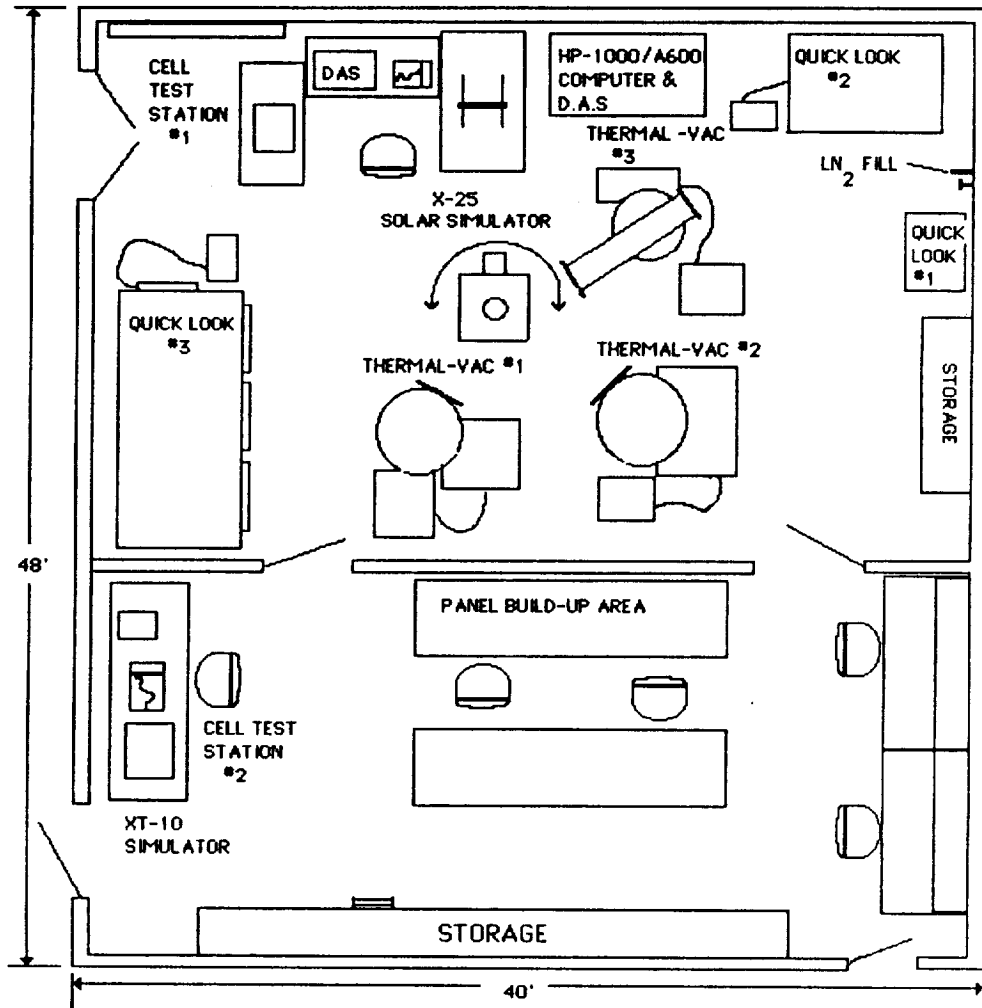 CELL
TEST
STATION
#1
DAS
HP-1000/A600
COMPUTER &
D.A.S
QUICK LOOK
#2
THERMAL-VAC
#3
LN2 FILL
X-25
SOLAR SIMULATOR
QUICK
LOOK
#1
QUICK LOOK
#3
THERMAL-VAC #1
THERMAL-VAC #2
STORAGE
48'
PANEL BUILD-UP AREA
CELL TEST
STATION
#2
XT-10
SIMULATOR
STORAGE
40'